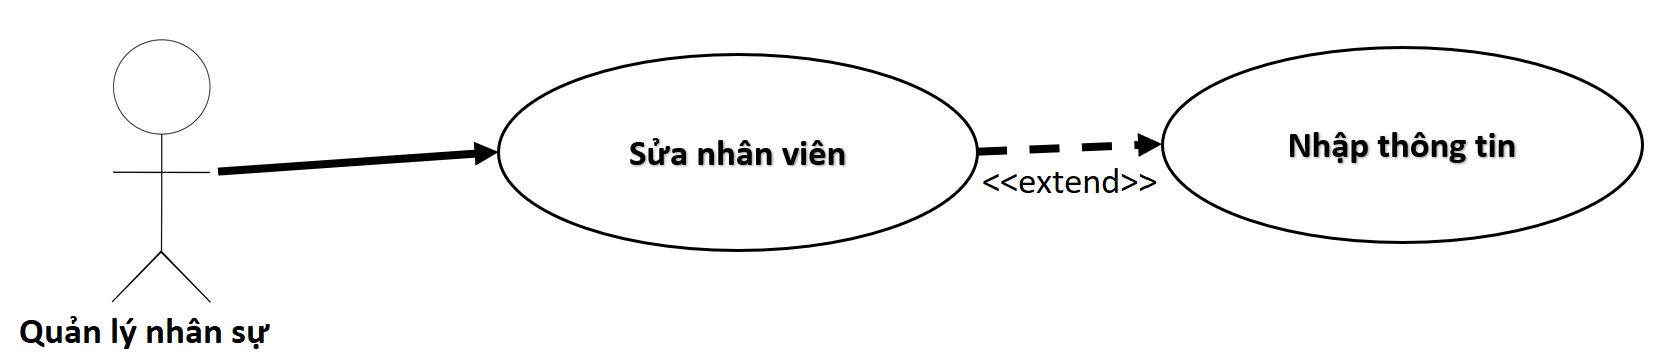 Sửa nhân viên
Nhập thông tin
<<extend>>
Quản lý nhân sự